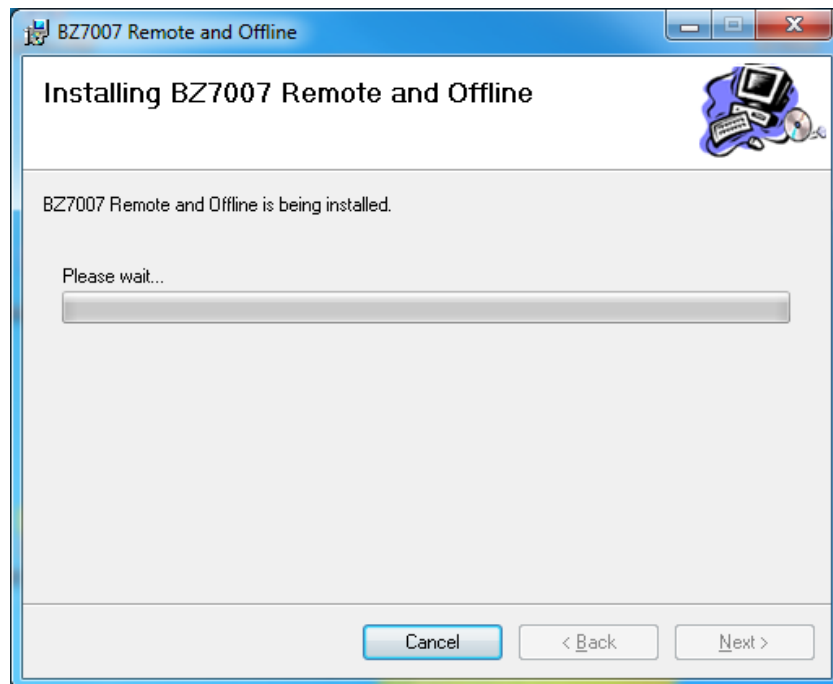 BZ7007 Remote and Offline
Installing BZ7007 Remote and Offline
BZ7007 Remote and Offline is being installed.
Please wait...
Cancel
< Back
Next >